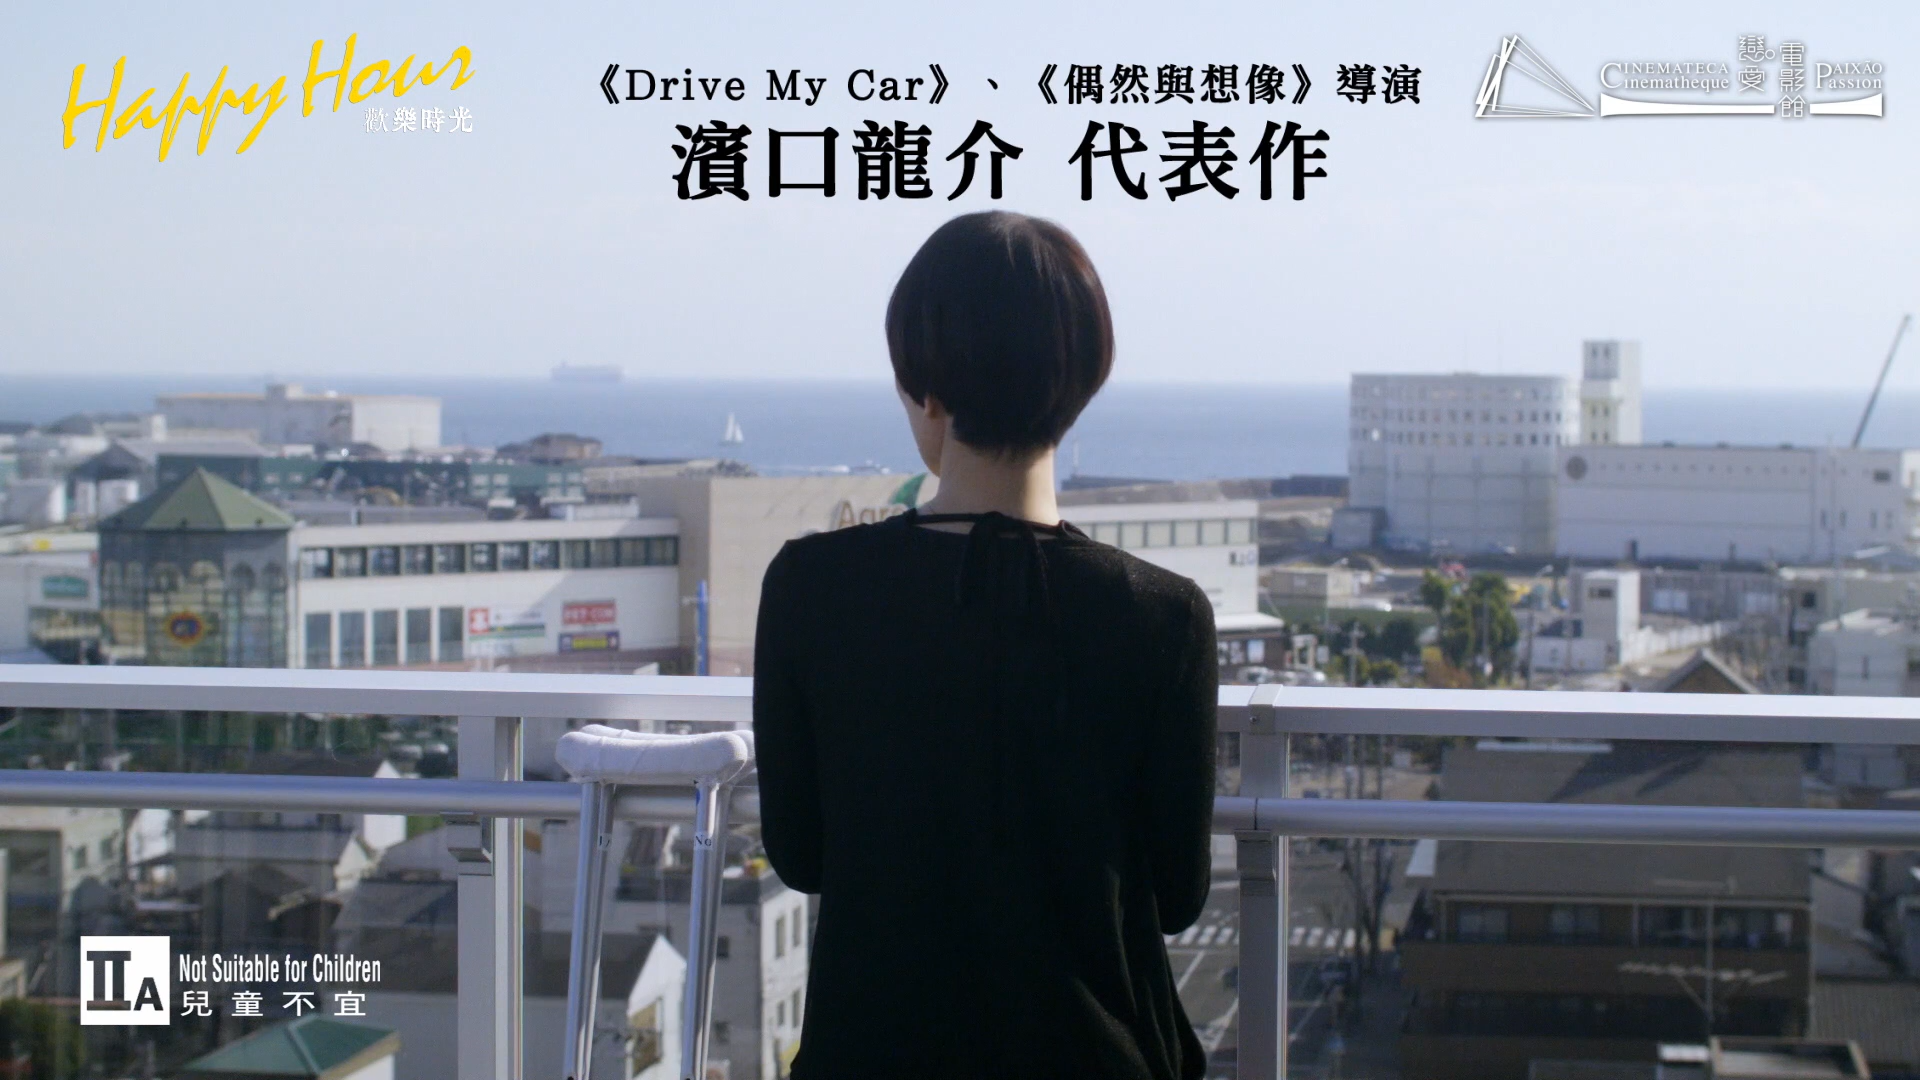 Happy Hour
歡樂時光
《Drive My Car》、《偶然與想像》導演
濱口龍介 代表作
CINEMATECA 戀愛電影館 PAIXÃO
Cinematheque Passion
Agro
IIA
Not Suitable for Children
兒童不宜
No